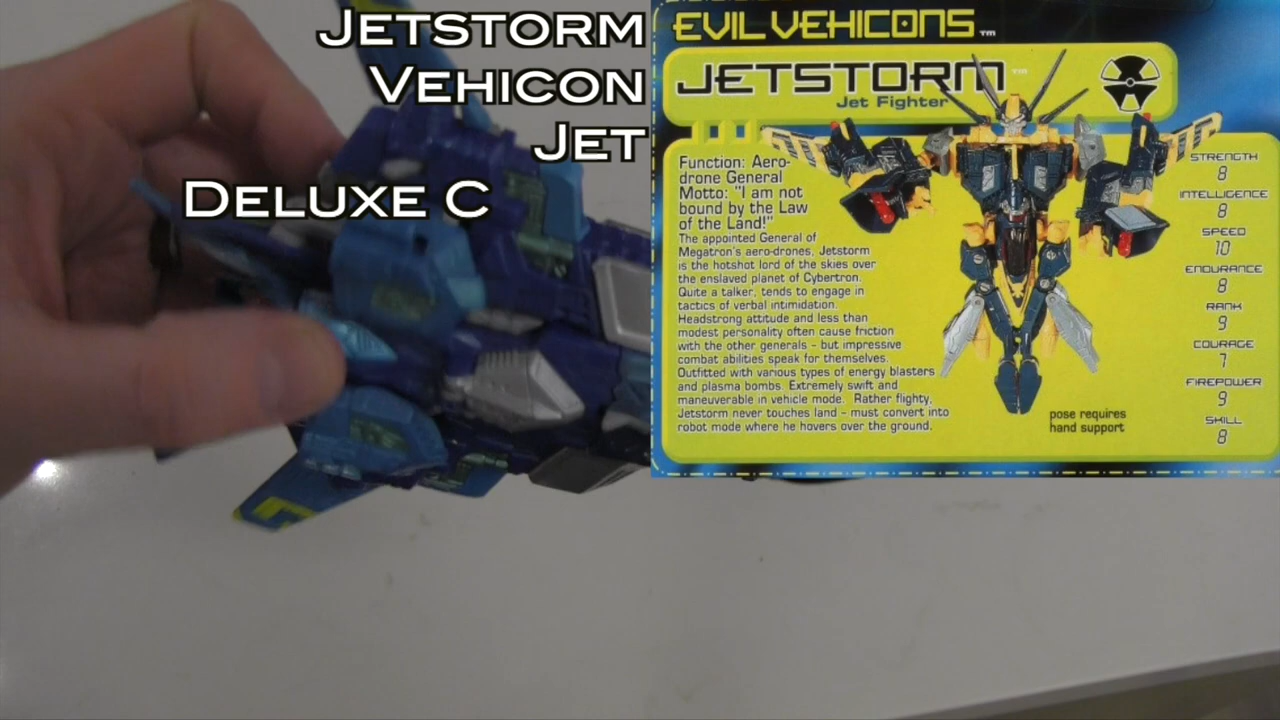 JETSTORM
VEHICON
JET
DELUXE C
EVIL VEHICONS™
JETSTORM™
Jet Fighter
Function: Aero-
drone General
Motto: "I am not
bound by the Law
of the Land!"
The appointed General of
Megatron's aero-drones, Jetstorm
is the hotshot lord of the skies over
the enslaved planet of Cybertron.
Quite a talker, tends to engage in
tactics of verbal intimidation.
Headstrong attitude and less than
modest personality often cause friction
with the other generals – but impressive
combat abilities speak for themselves.
Outfitted with various types of energy blasters
and plasma bombs. Extremely swift and
maneuverable in vehicle mode. Rather flighty,
Jetstorm never touches land – must convert into
robot mode where he hovers over the ground.
pose requires
hand support
STRENGTH
8
INTELLIGENCE
8
SPEED
10
ENDURANCE
8
RANK
9
COURAGE
7
FIREPOWER
9
SKILL
8